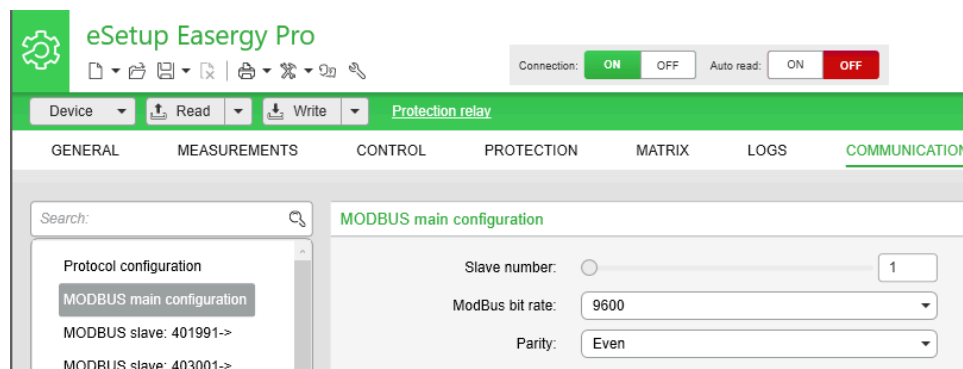 eSetup Easergy Pro
Connection: ON OFF Auto read: ON OFF
Device Read Write Protection relay
GENERAL MEASUREMENTS CONTROL PROTECTION MATRIX LOGS COMMUNICATION
Search:
MODBUS main configuration
Protocol configuration
Slave number: 1
MODBUS main configuration
ModBus bit rate: 9600
MODBUS slave: 401991->
Parity: Even
MODBUS slave: 403001->